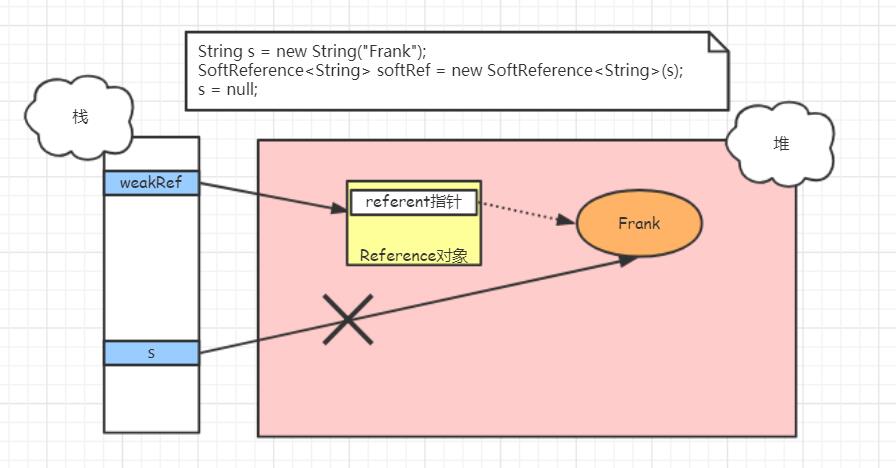 String s = new String("Frank");
SoftReference<String> softRef = new SoftReference<String>(s);
s = null;
栈
堆
weakRef
referent指针
Frank
Reference对象
s